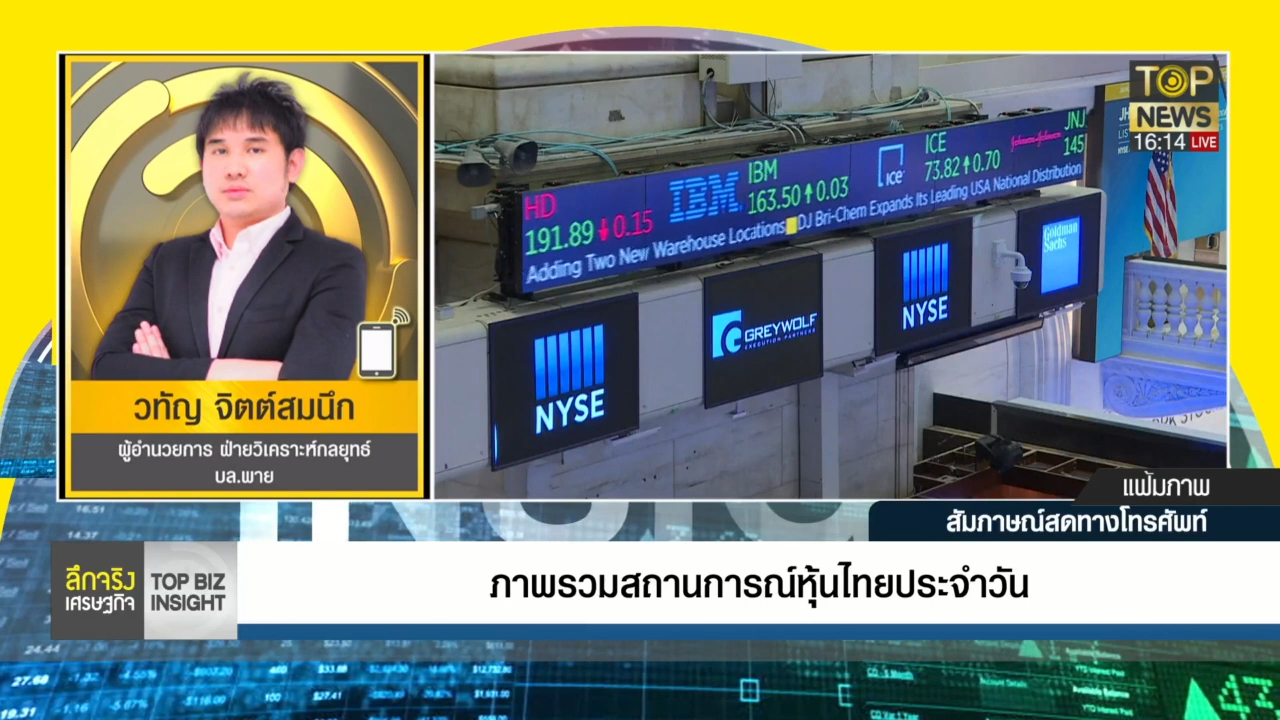 TOP
NEWS
16:14 LIVE
HD
191.89 0.15
IBM
IBM
163.50 0.03
ICE
ICE
73.82 0.70
Johnson & Johnson
JNJ
145
Adding Two New Warehouse Locations DJ Bri-Chem Expands Its Leading USA National Distribution
NYSE
GREYWOLF
EXECUTION PARTNERS
NYSE
Goldman
Sachs
วทัญ จิตต์สมนึก
ผู้อำนวยการ ฝ่ายวิเคราะห์กลยุทธ์
บล.พาย
แฟ้มภาพ
สัมภาษณ์สดทางโทรศัพท์
ลึกจริง
เศรษฐกิจ
TOP BIZ
INSIGHT
ภาพรวมสถานการณ์หุ้นไทยประจำวัน